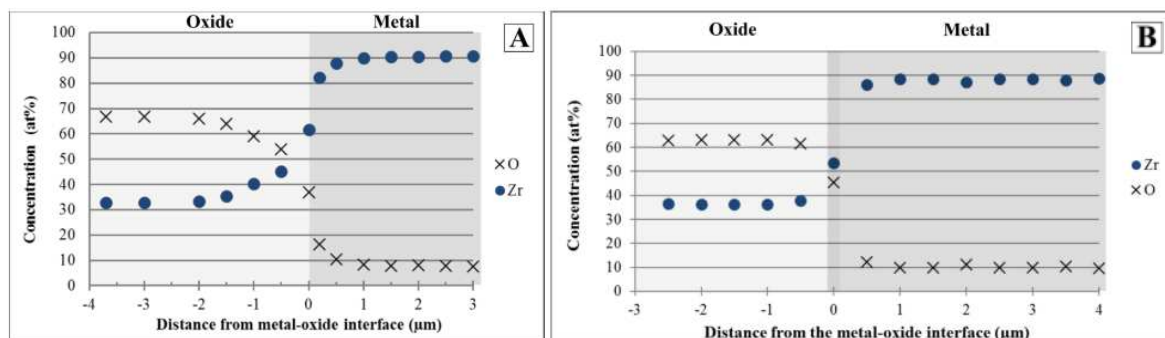 Oxide Metal
A
100
90
80
70
60
50
40
30
20
10
0
-4 -3 -2 -1 0 1 2 3
Concentration (at%)
Distance from metal-oxide interface (µm)
O
Zr
Oxide Metal
B
100
90
80
70
60
50
40
30
20
10
0
-3 -2 -1 0 1 2 3 4
Concentration (at%)
Distance from the metal-oxide interface (µm)
Zr
O